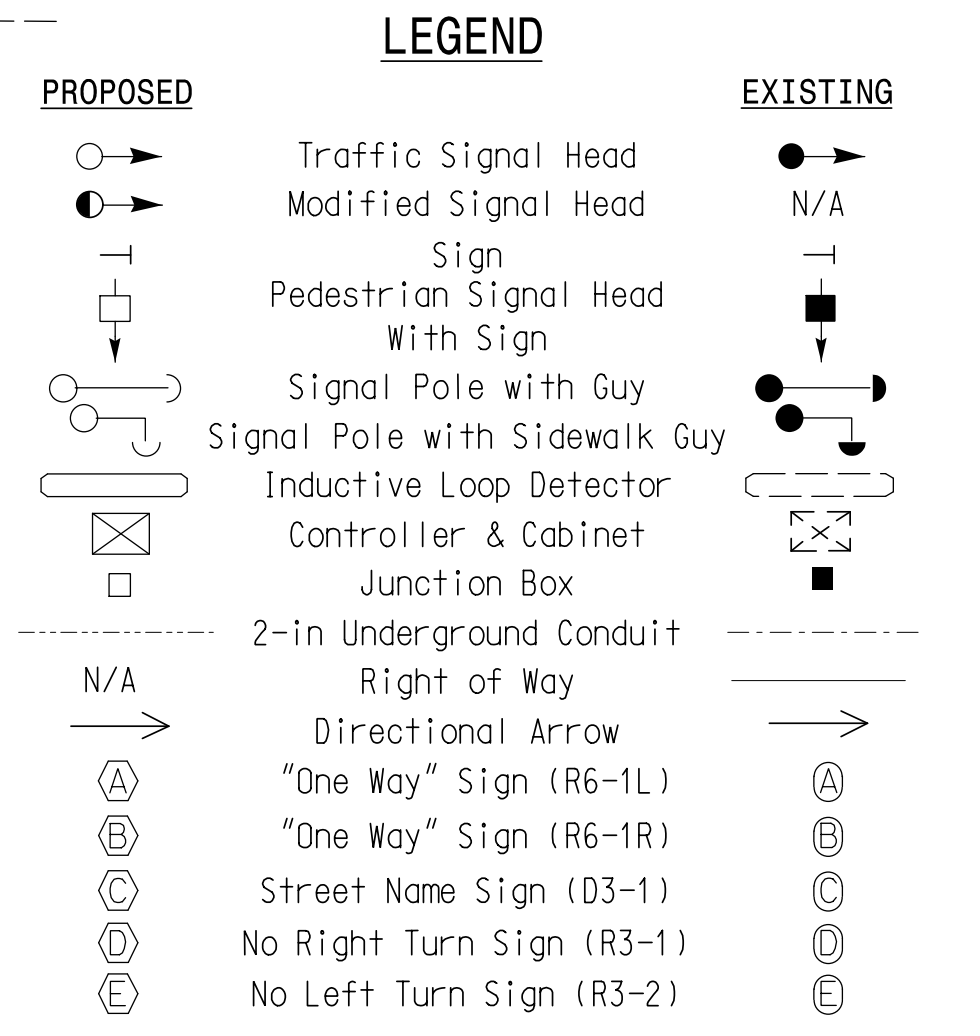 LEGEND
PROPOSED EXISTING
Traffic Signal Head
Modified Signal Head N/A
Sign
Pedestrian Signal Head
With Sign
Signal Pole with Guy
Signal Pole with Sidewalk Guy
Inductive Loop Detector
Controller & Cabinet
Junction Box
2-in Underground Conduit
N/A Right of Way
Directional Arrow
A "One Way" Sign (R6-1L) A
B "One Way" Sign (R6-1R) B
C Street Name Sign (D3-1) C
D No Right Turn Sign (R3-1) D
E No Left Turn Sign (R3-2) E